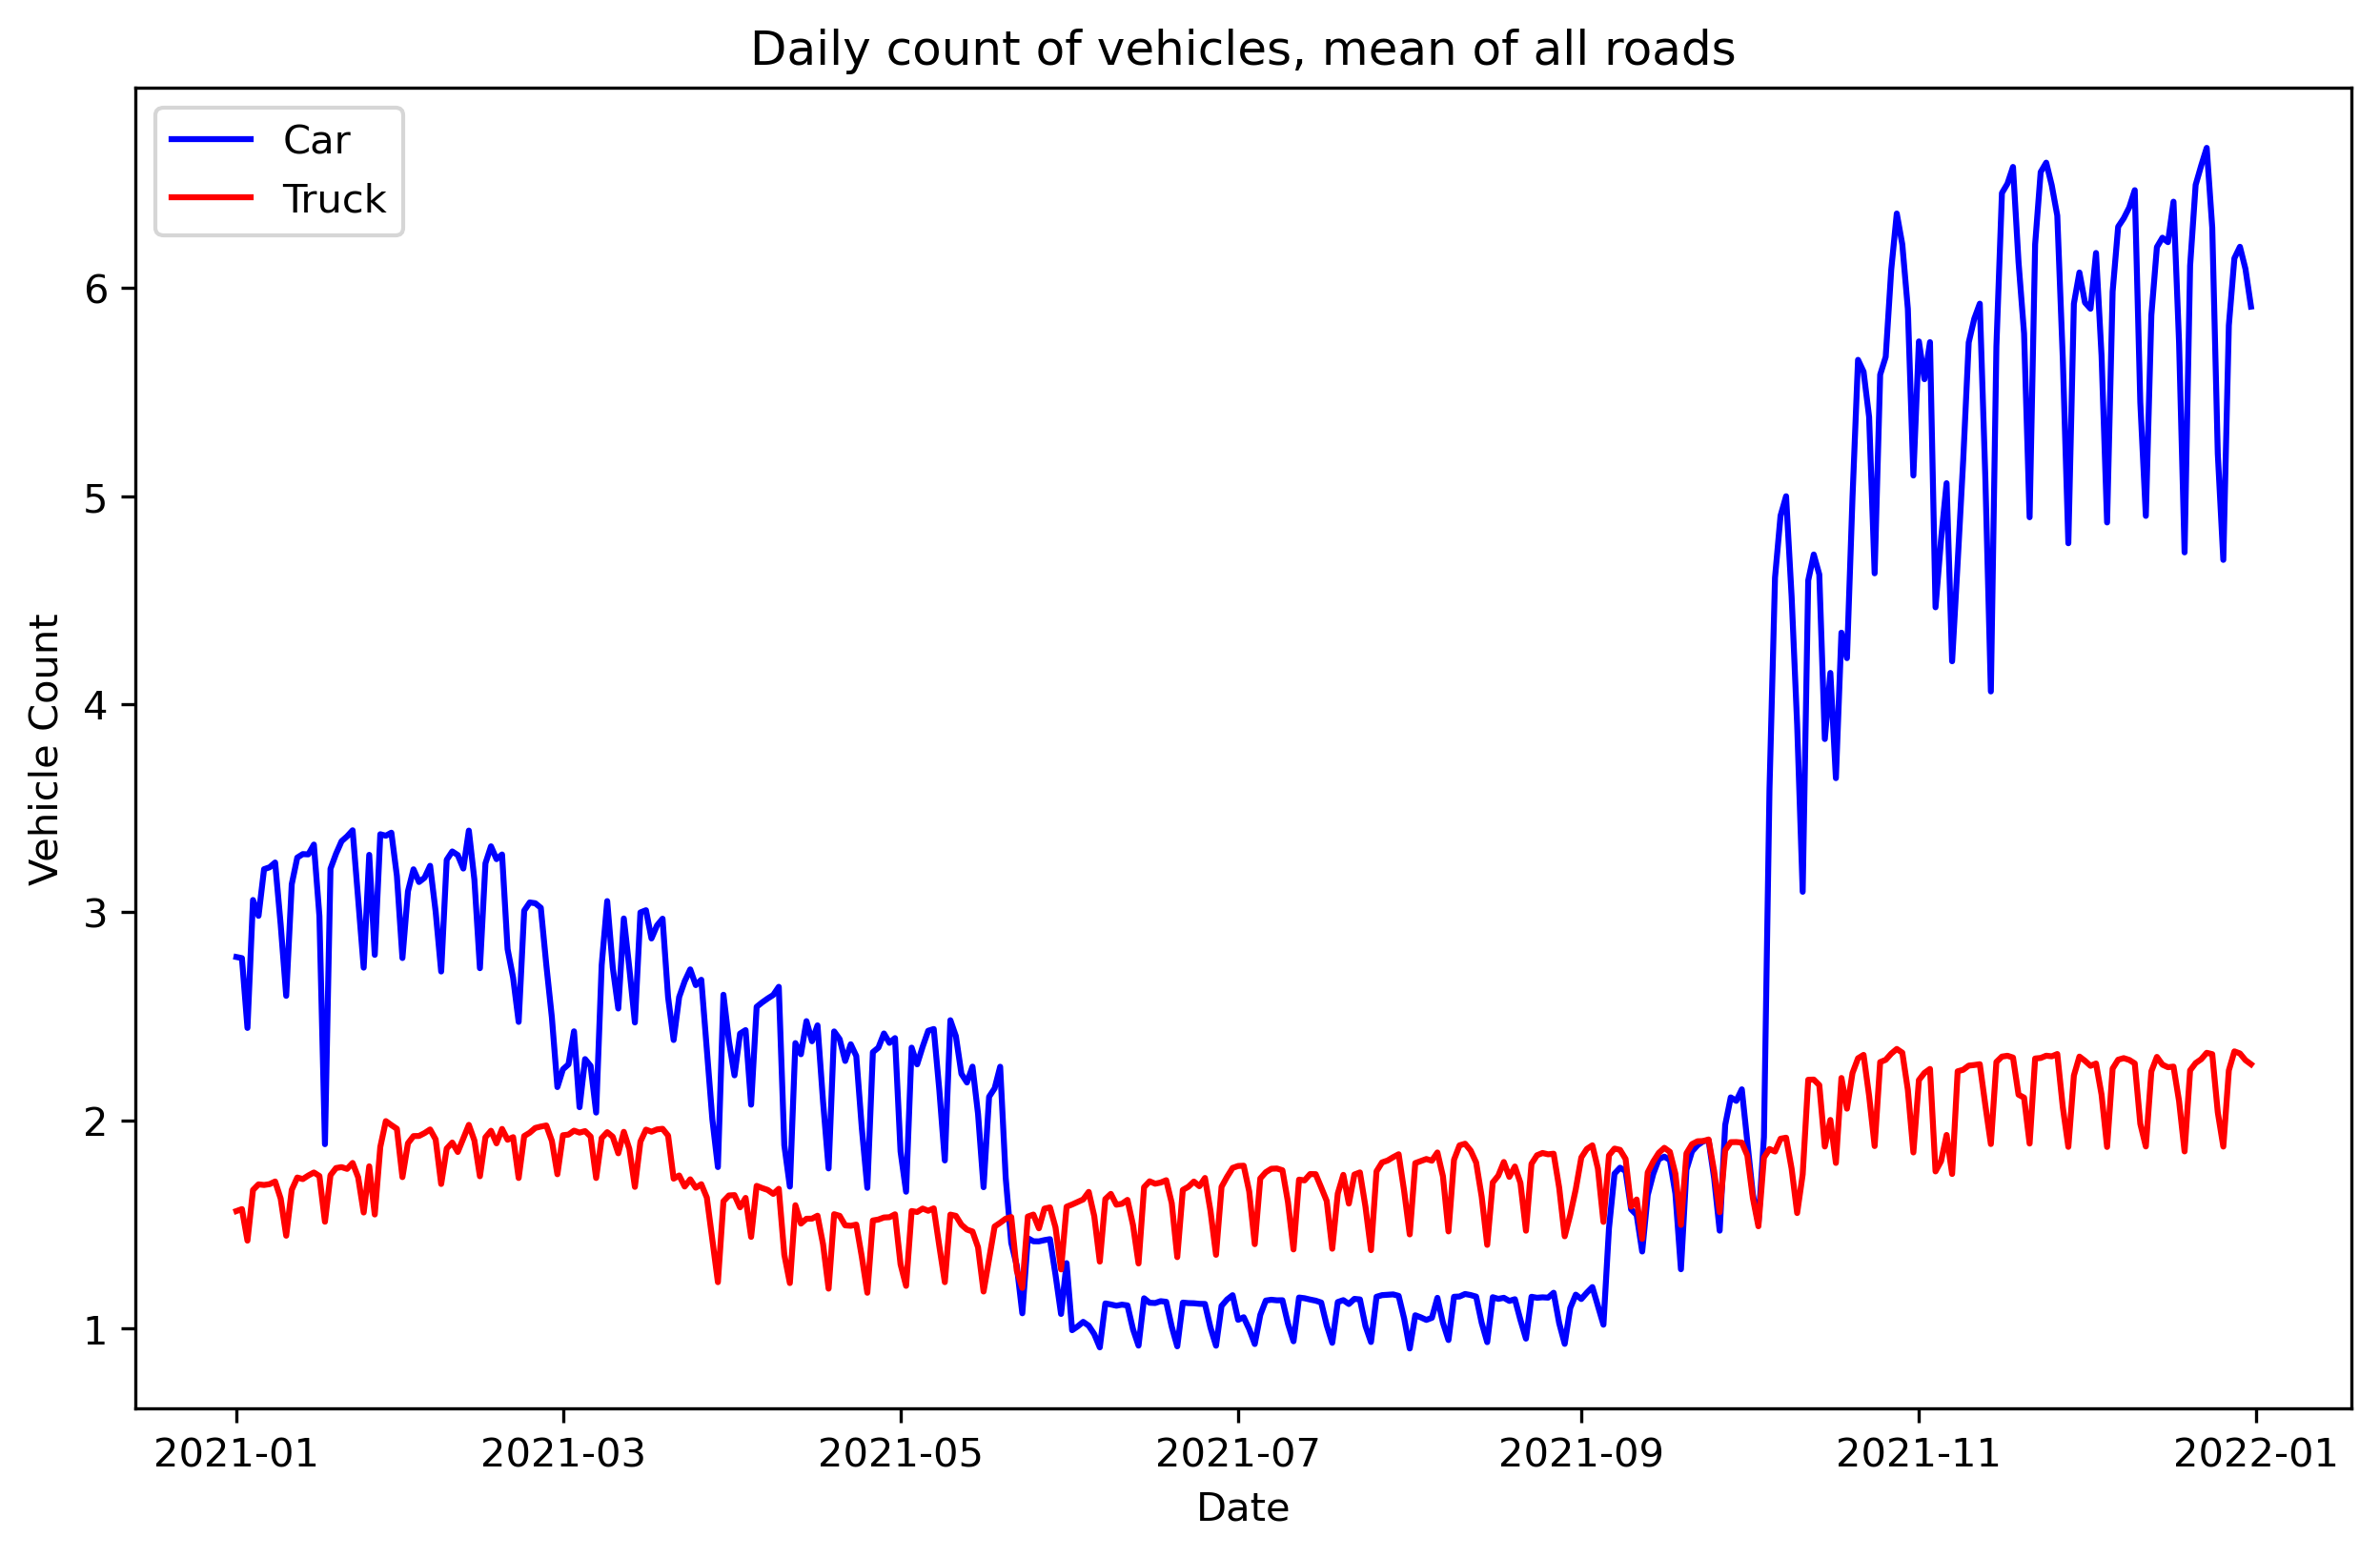 Daily count of vehicles, mean of all roads
Car
Truck
Vehicle Count
6
5
4
3
2
1
2021-01
2021-03
2021-05
2021-07
2021-09
2021-11
2022-01
Date